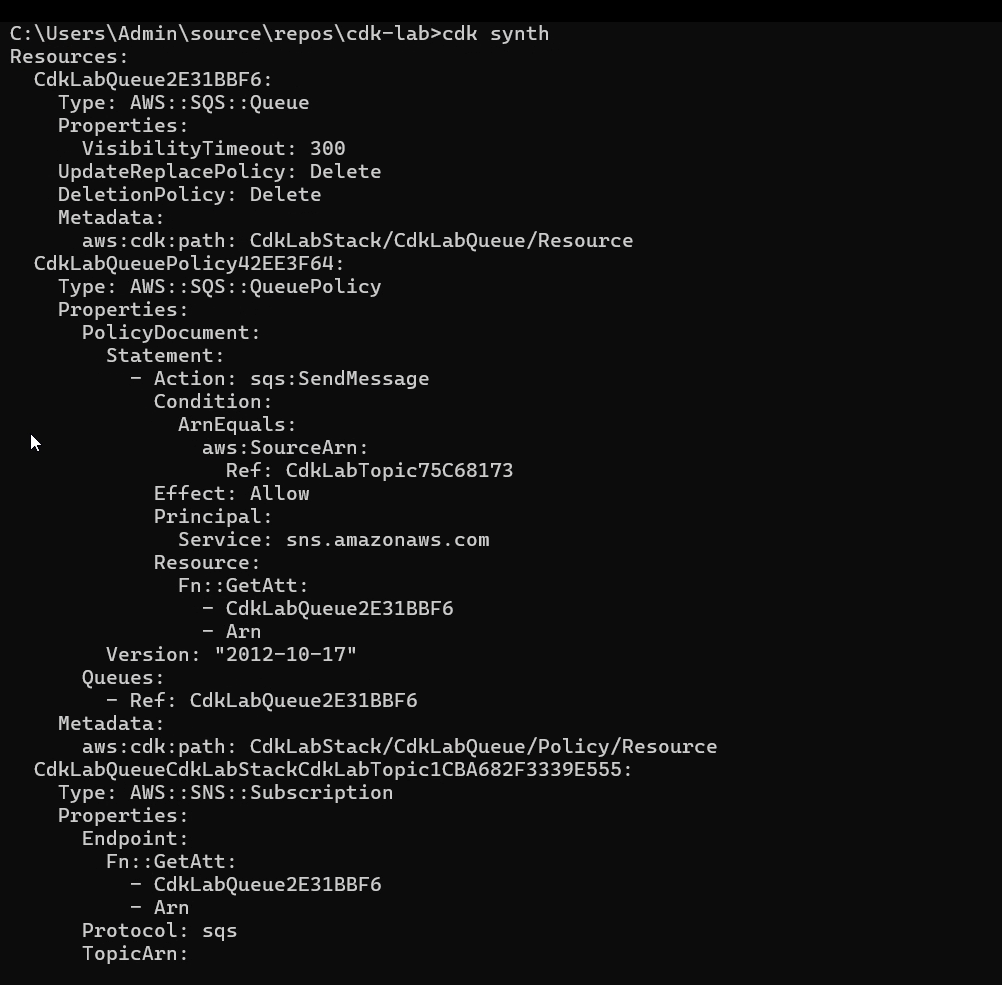 C:\Users\Admin\source\repos\cdk-lab>cdk synth
Resources:
  CdkLabQueue2E31BBF6:
    Type: AWS::SQS::Queue
    Properties:
      VisibilityTimeout: 300
    UpdateReplacePolicy: Delete
    DeletionPolicy: Delete
    Metadata:
      aws:cdk:path: CdkLabStack/CdkLabQueue/Resource
  CdkLabQueuePolicy42EE3F64:
    Type: AWS::SQS::QueuePolicy
    Properties:
      PolicyDocument:
        Statement:
          - Action: sqs:SendMessage
            Condition:
              ArnEquals:
                aws:SourceArn:
                  Ref: CdkLabTopic75C68173
            Effect: Allow
            Principal:
              Service: sns.amazonaws.com
            Resource:
              Fn::GetAtt:
                - CdkLabQueue2E31BBF6
                - Arn
        Version: "2012-10-17"
      Queues:
        - Ref: CdkLabQueue2E31BBF6
    Metadata:
      aws:cdk:path: CdkLabStack/CdkLabQueue/Policy/Resource
  CdkLabQueueCdkLabStackCdkLabTopic1CBA682F3339E555:
    Type: AWS::SNS::Subscription
    Properties:
      Endpoint:
        Fn::GetAtt:
          - CdkLabQueue2E31BBF6
          - Arn
      Protocol: sqs
      TopicArn: